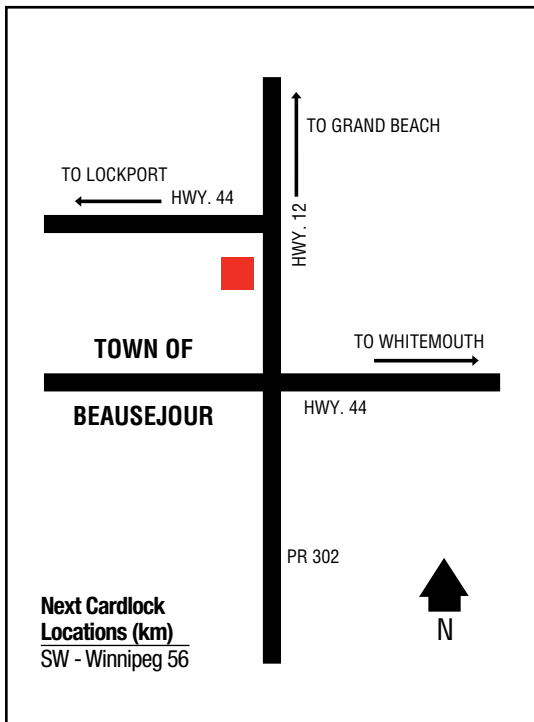 TO GRAND BEACH
TO LOCKPORT
HWY. 44
HWY. 12
TOWN OF
TO WHITEMOUTH
BEAUSEJOUR
HWY. 44
PR 302
Next Cardlock
Locations (km)
SW - Winnipeg 56
N